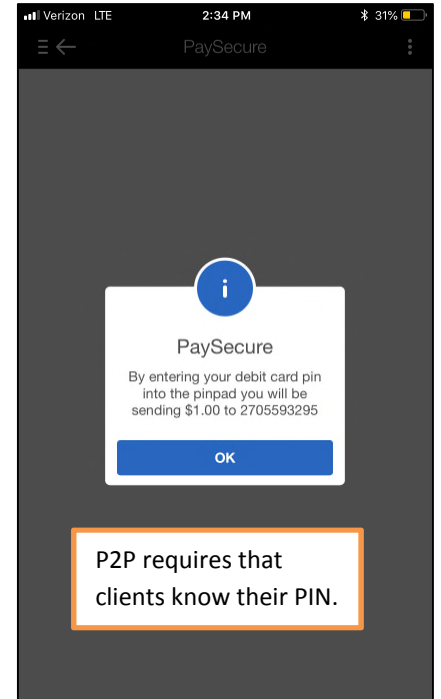 Verizon LTE 2:34 PM 31%
PaySecure
i
PaySecure
By entering your debit card pin
into the pinpad you will be
sending $1.00 to 2705593295
OK
P2P requires that
clients know their PIN.